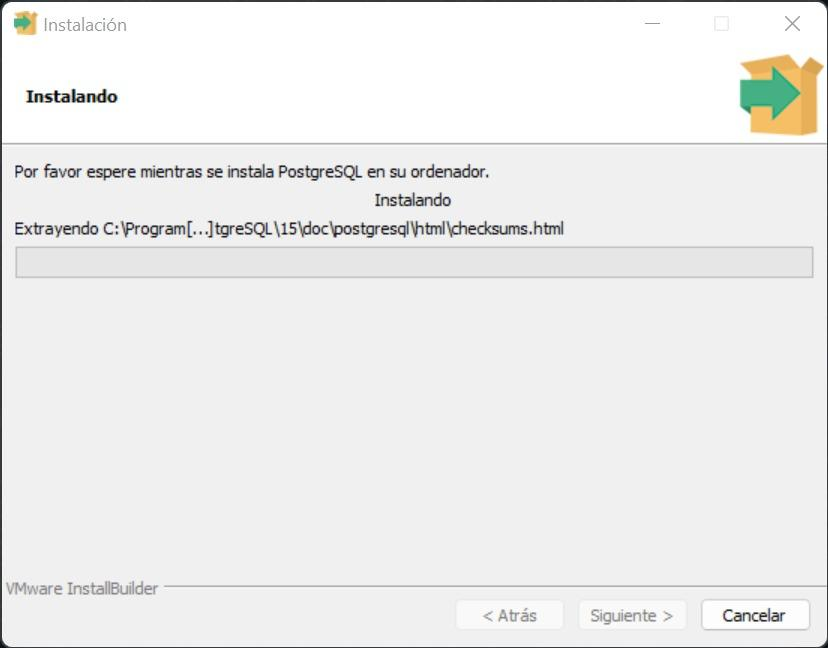 Instalación
Instalando
Por favor espere mientras se instala PostgreSQL en su ordenador.
Instalando
Extrayendo C:\Program[...]tgreSQL\15\doc\postgresql\html\checksums.html
VMware InstallBuilder
< Atrás
Siguiente >
Cancelar